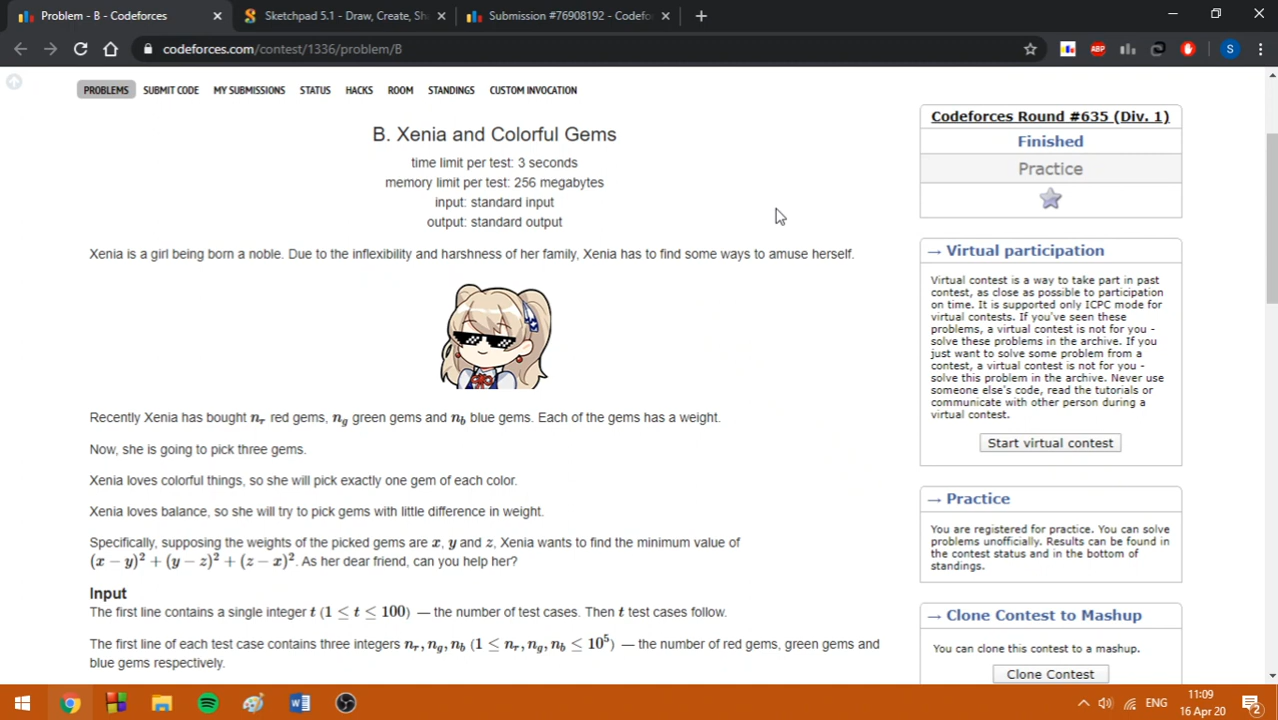 Problem - B - Codeforces
Sketchpad 5.1 - Draw, Create, Sh
Submission #76908192 - Codefo
codeforces.com/contest/1336/problem/B
ABP
S
PROBLEMS SUBMIT CODE MY SUBMISSIONS STATUS HACKS ROOM STANDINGS CUSTOM INVOCATION
B. Xenia and Colorful Gems
time limit per test: 3 seconds
memory limit per test: 256 megabytes
input: standard input
output: standard output
Xenia is a girl being born a noble. Due to the inflexibility and harshness of her family, Xenia has to find some ways to amuse herself.
Recently Xenia has bought n_r red gems, n_g green gems and n_b blue gems. Each of the gems has a weight.
Now, she is going to pick three gems.
Xenia loves colorful things, so she will pick exactly one gem of each color.
Xenia loves balance, so she will try to pick gems with little difference in weight.
Specifically, supposing the weights of the picked gems are x, y and z, Xenia wants to find the minimum value of
(x − y)² + (y − z)² + (z − x)². As her dear friend, can you help her?
Input
The first line contains a single integer t (1 ≤ t ≤ 100) — the number of test cases. Then t test cases follow.
The first line of each test case contains three integers n_r, n_g, n_b (1 ≤ n_r, n_g, n_b ≤ 10⁵) — the number of red gems, green gems and
blue gems respectively.
Codeforces Round #635 (Div. 1)
Finished
Practice
→ Virtual participation
Virtual contest is a way to take part in past
contest, as close as possible to participation
on time. It is supported only ICPC mode for
virtual contests. If you've seen these
problems, a virtual contest is not for you -
solve these problems in the archive. If you
just want to solve some problem from a
contest, a virtual contest is not for you -
solve this problem in the archive. Never use
someone else's code, read the tutorials or
communicate with other person during a
virtual contest.
Start virtual contest
→ Practice
You are registered for practice. You can solve
problems unofficially. Results can be found in
the contest status and in the bottom of
standings.
→ Clone Contest to Mashup
You can clone this contest to a mashup.
Clone Contest
ENG
11:09
16 Apr 20
2